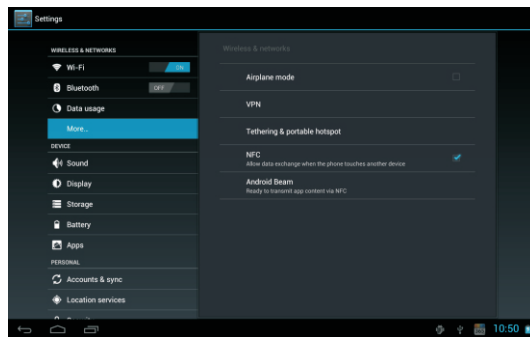 Settings
WIRELESS & NETWORKS
Wi-Fi
ON
Bluetooth
OFF
Data usage
More...
DEVICE
Sound
Display
Storage
Battery
Apps
PERSONAL
Accounts & sync
Location services
Wireless & networks
Airplane mode
VPN
Tethering & portable hotspot
NFC
Allow data exchange when the phone touches another device
Android Beam
Ready to transmit app content via NFC
10:50